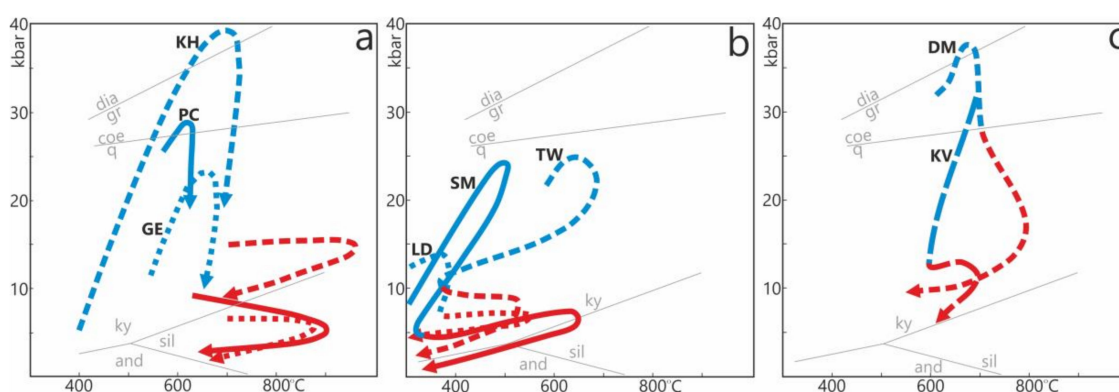 40
kbar
30
20
10
a
KH
PC
GE
dia
gr
coe
q
ky
sil
and
400
600
800°C
40
kbar
30
20
10
b
TW
SM
LD
dia
gr
coe
q
ky
sil
and
400
600
800°C
40
kbar
30
20
10
c
DM
KV
dia
gr
coe
q
ky
and
sil
400
600
800°C